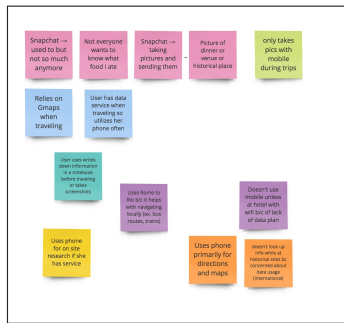 Snapchat →
used to but
not so much
anymore
Not everyone
wants to
know what
food i ate
Snapchat →
taking
pictures and
sending them
-
Picture of
dinner or
venue or
historical place
only takes
pics with
mobile
during trips
Relies on
Gmaps
when
traveling
User has data
service when
traveling so
utilizes her
phone often
User uses writes
down information
in a notebook
before traveling
or takes
screenshots
Uses Rome to
Rio b/c it helps
with navigating
locally (ex. bus
routes, trains)
Doesn't use
mobile unless
at hotel with
wifi b/c of lack
of data plan
Uses phone
for on site
research if she
has service
Uses phone
primarily for
directions
and maps
doesn't look up
info while at
historical sites bc
concerned about
data usage
(international)